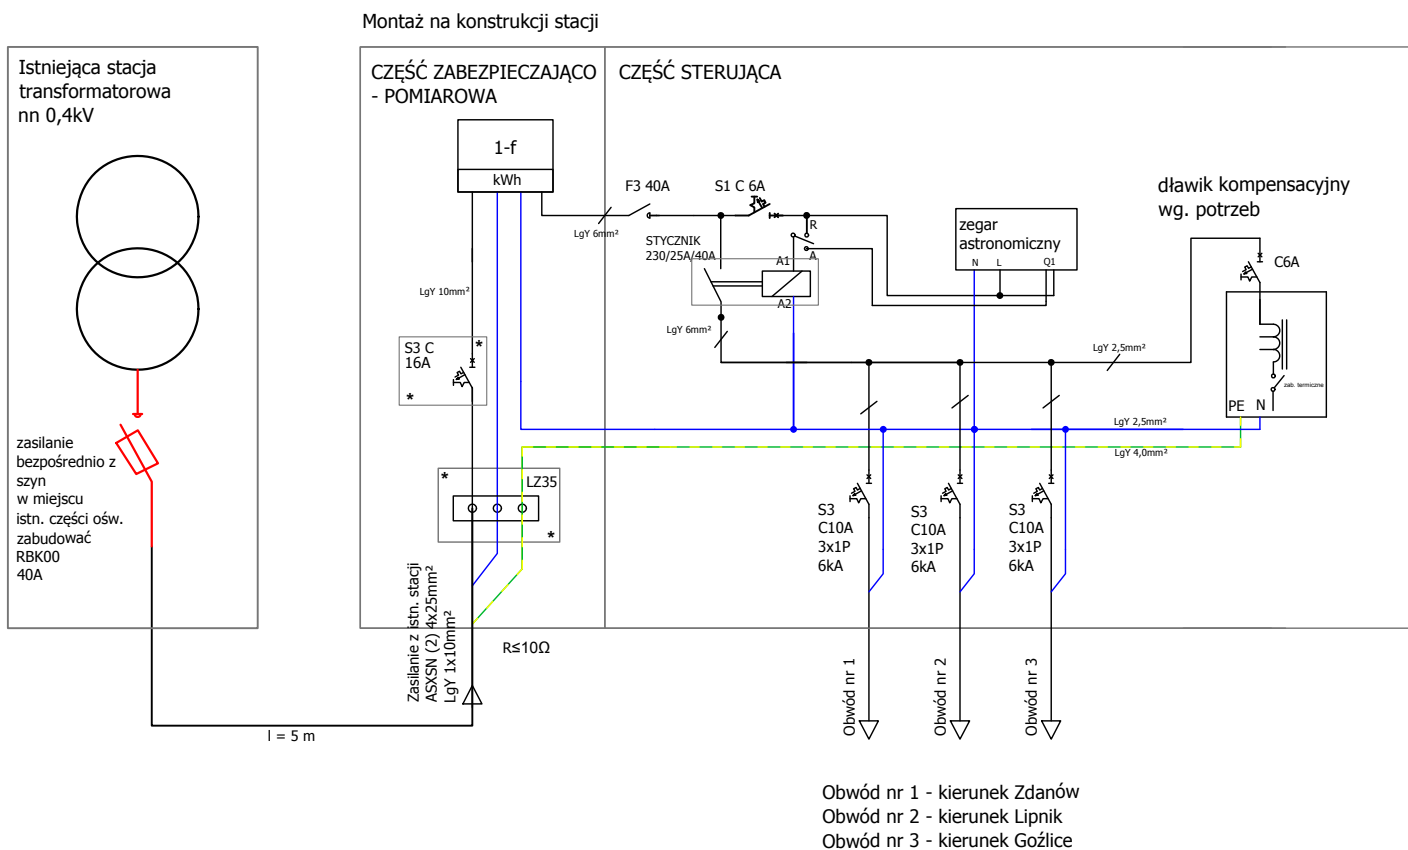 Montaż na konstrukcji stacji
Istniejąca stacja
transformatorowa
nn 0,4kV
zasilanie
bezpośrednio z
szyn
w miejscu
istn. części ośw.
zabudować
RBK00
40A
l = 5 m
CZĘŚĆ ZABEZPIECZAJĄCO
- POMIAROWA
1-f
kWh
LgY 10mm²
S3 C
16A
*
*
*
LZ35
*
Zasilanie z istn. stacji
ASXSN (2) 4x25mm²
LgY 1x10mm²
R≤10Ω
CZĘŚĆ STERUJĄCA
LgY 6mm²
F3 40A
S1 C 6A
STYCZNIK
230/25A/40A
R
A
A1
A2
LgY 6mm²
zegar
astronomiczny
N L Q1
dławik kompensacyjny
wg. potrzeb
C6A
zab. termiczne
PE N
LgY 2,5mm²
LgY 2,5mm²
LgY 4,0mm²
S3
C10A
3x1P
6kA
S3
C10A
3x1P
6kA
S3
C10A
3x1P
6kA
Obwód nr 1
Obwód nr 2
Obwód nr 3
Obwód nr 1 - kierunek Zdanów
Obwód nr 2 - kierunek Lipnik
Obwód nr 3 - kierunek Goźlice